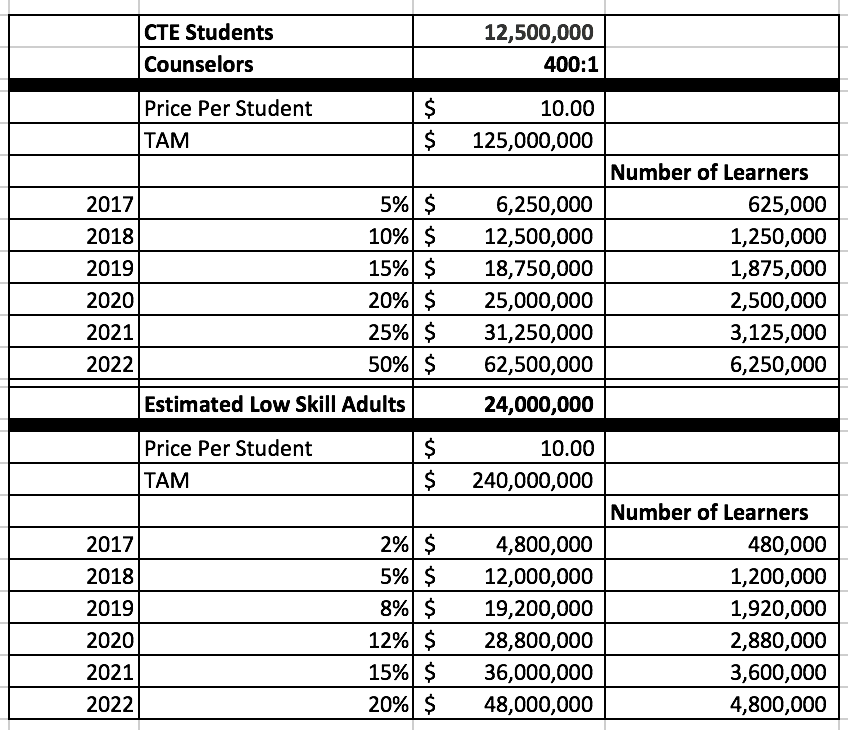 CTE Students 12,500,000
Counselors 400:1
Price Per Student $ 10.00
TAM $ 125,000,000
Number of Learners
2017 5% $ 6,250,000 625,000
2018 10% $ 12,500,000 1,250,000
2019 15% $ 18,750,000 1,875,000
2020 20% $ 25,000,000 2,500,000
2021 25% $ 31,250,000 3,125,000
2022 50% $ 62,500,000 6,250,000
Estimated Low Skill Adults 24,000,000
Price Per Student $ 10.00
TAM $ 240,000,000
Number of Learners
2017 2% $ 4,800,000 480,000
2018 5% $ 12,000,000 1,200,000
2019 8% $ 19,200,000 1,920,000
2020 12% $ 28,800,000 2,880,000
2021 15% $ 36,000,000 3,600,000
2022 20% $ 48,000,000 4,800,000